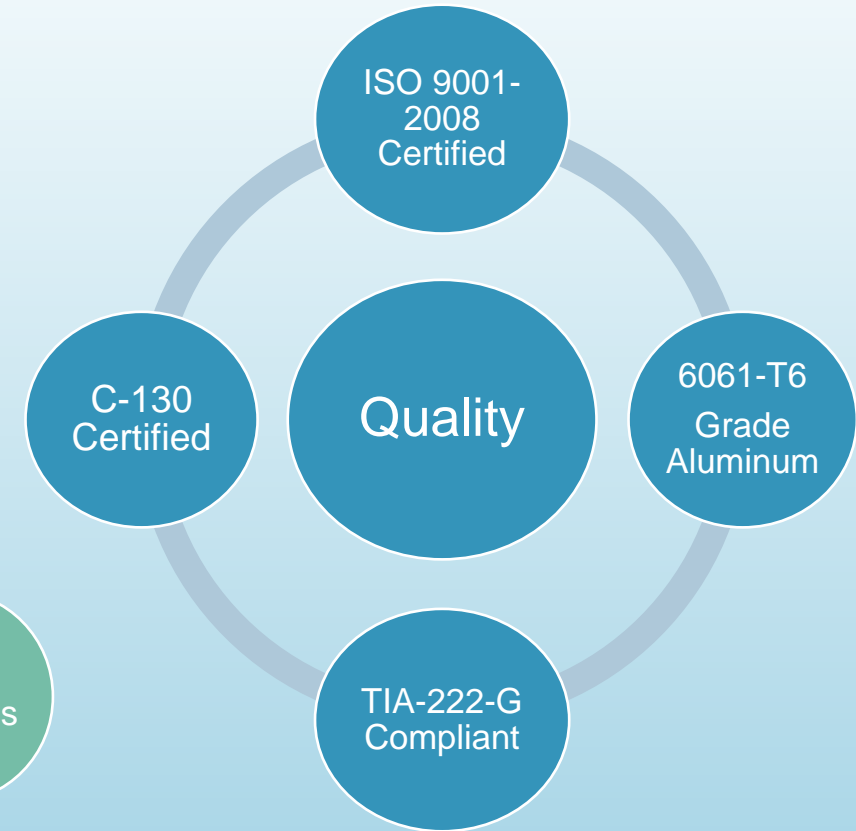 ISO 9001-
2008
Certified
C-130
Certified
Quality
6061-T6
Grade
Aluminum
TIA-222-G
Compliant